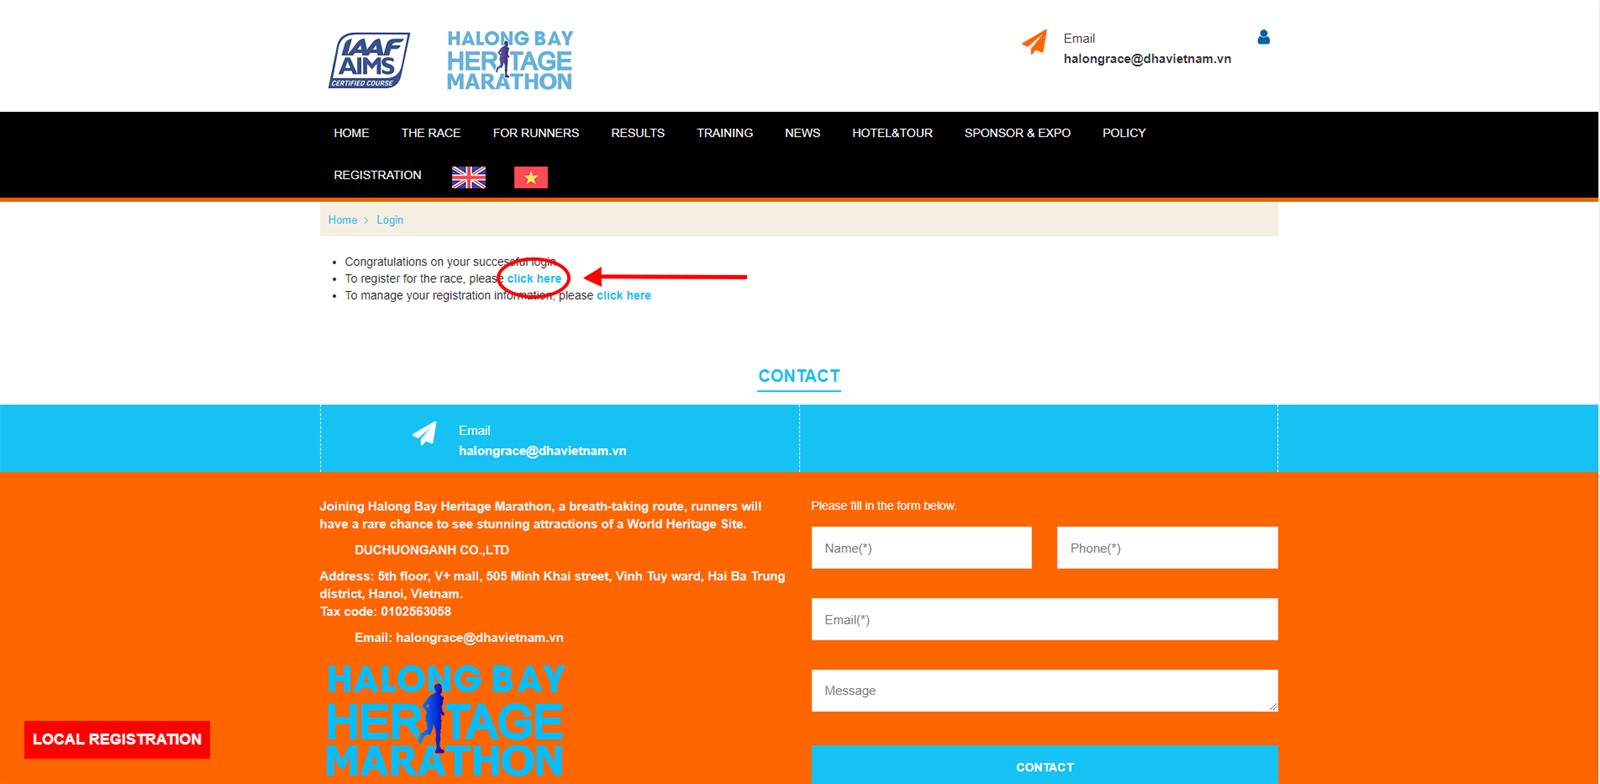 IAAF
AIMS
CERTIFIED COURSE
HALONG BAY
HERITAGE
MARATHON
Email
halongrace@dhavietnam.vn
HOME THE RACE FOR RUNNERS RESULTS TRAINING NEWS HOTEL&TOUR SPONSOR & EXPO POLICY
REGISTRATION
Home > Login
Congratulations on your successful login
To register for the race, please click here
To manage your registration information, please click here
CONTACT
Email
halongrace@dhavietnam.vn
Joining Halong Bay Heritage Marathon, a breath-taking route, runners will
have a rare chance to see stunning attractions of a World Heritage Site.
DUCHUONGANH CO.,LTD
Address: 5th floor, V+ mall, 505 Minh Khai street, Vinh Tuy ward, Hai Ba Trung
district, Hanoi, Vietnam.
Tax code: 0102563058
Email: halongrace@dhavietnam.vn
HALONG BAY
HERITAGE
MARATHON
Please fill in the form below.
Name(*) Phone(*)
Email(*)
Message
CONTACT
LOCAL REGISTRATION